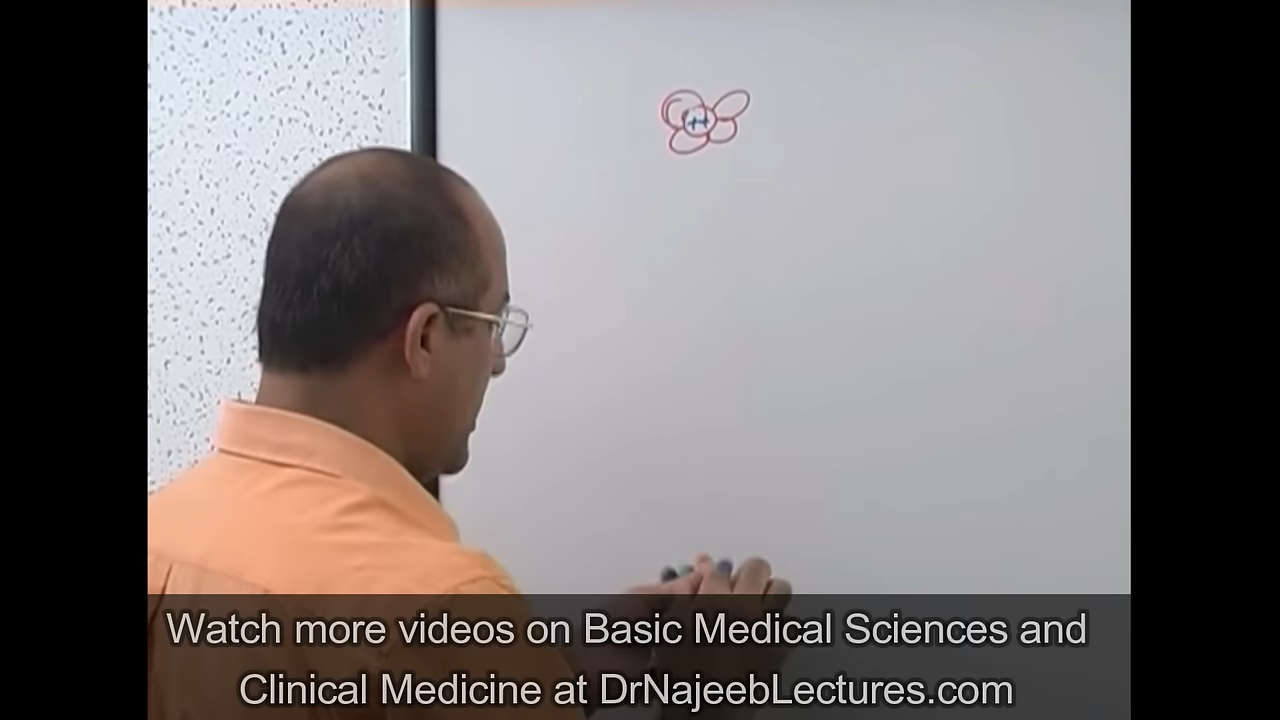 H
Watch more videos on Basic Medical Sciences and
Clinical Medicine at DrNajeebLectures.com